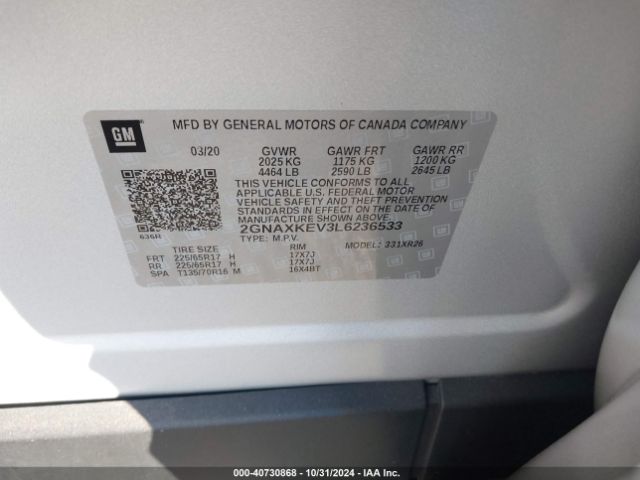 GM
MFD BY GENERAL MOTORS OF CANADA COMPANY
03/20 GVWR GAWR FRT GAWR RR
2025 KG 1175 KG 1200 KG
4464 LB 2590 LB 2645 LB
THIS VEHICLE CONFORMS TO ALL
APPLICABLE U.S. FEDERAL MOTOR
VEHICLE SAFETY AND THEFT PREVENTION
STANDARDS IN EFFECT ON THE DATE OF
MANUFACTURE SHOWN ABOVE.
636R 2GNAXKEV3L6236533
TYPE: M.P.V. MODEL: 331XR26
TIRE SIZE RIM
FRT 225/65R17 H 17X7J
RR 225/65R17 H 17X7J
SPA T135/70R16 M 16X4BT
000-40730868 - 10/31/2024 - IAA Inc.